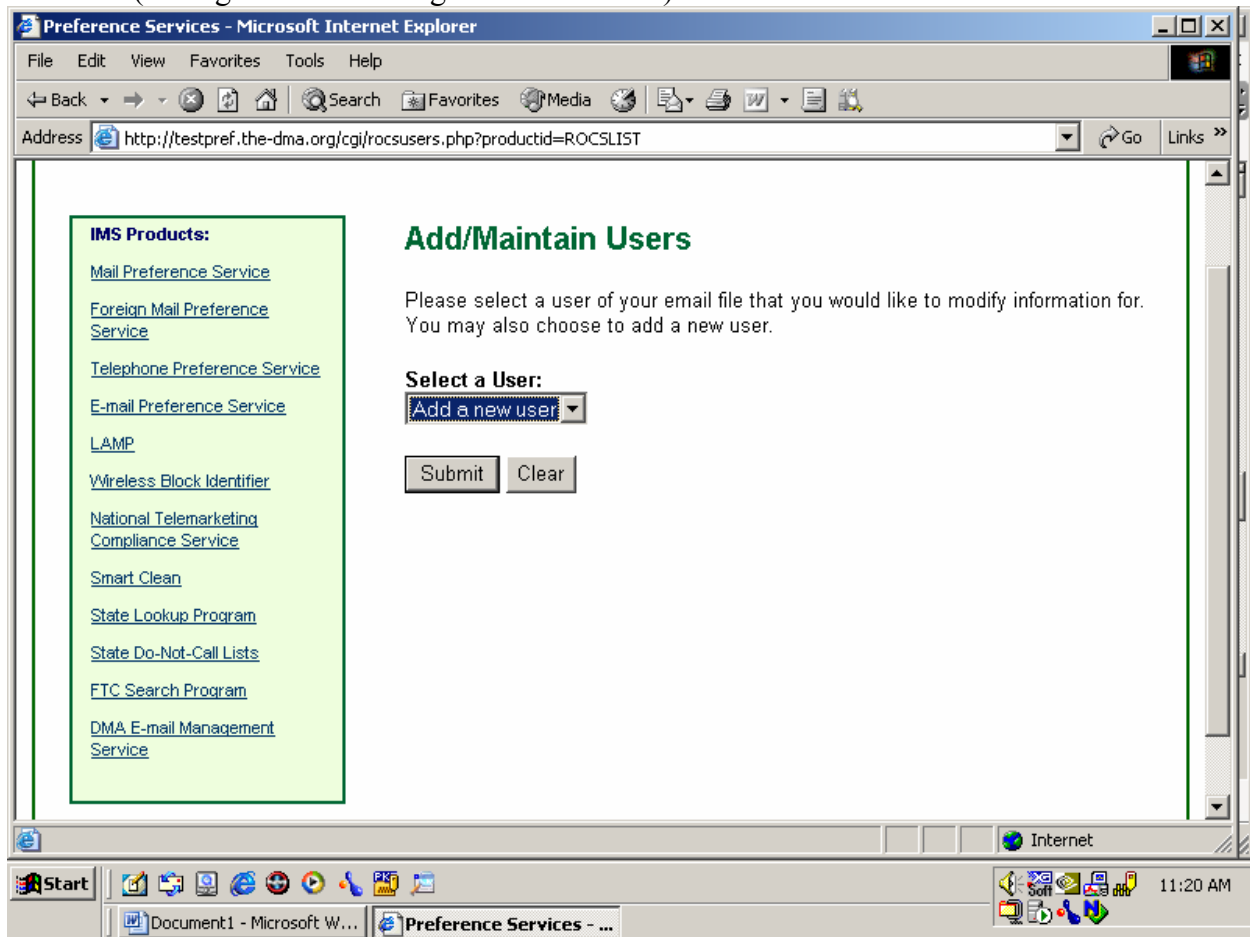 Preference Services - Microsoft Internet Explorer
File Edit View Favorites Tools Help
Back Search Favorites Media
Address http://testpref.the-dma.org/cgi/rocsusers.php?productid=ROCSLIST Go Links »
IMS Products:
Mail Preference Service
Foreign Mail Preference
Service
Telephone Preference Service
E-mail Preference Service
LAMP
Wireless Block Identifier
National Telemarketing
Compliance Service
Smart Clean
State Lookup Program
State Do-Not-Call Lists
FTC Search Program
DMA E-mail Management
Service
Add/Maintain Users
Please select a user of your email file that you would like to modify information for.
You may also choose to add a new user.
Select a User:
Add a new user
Submit Clear
Internet
Start 11:20 AM
Document1 - Microsoft W... Preference Services - ...